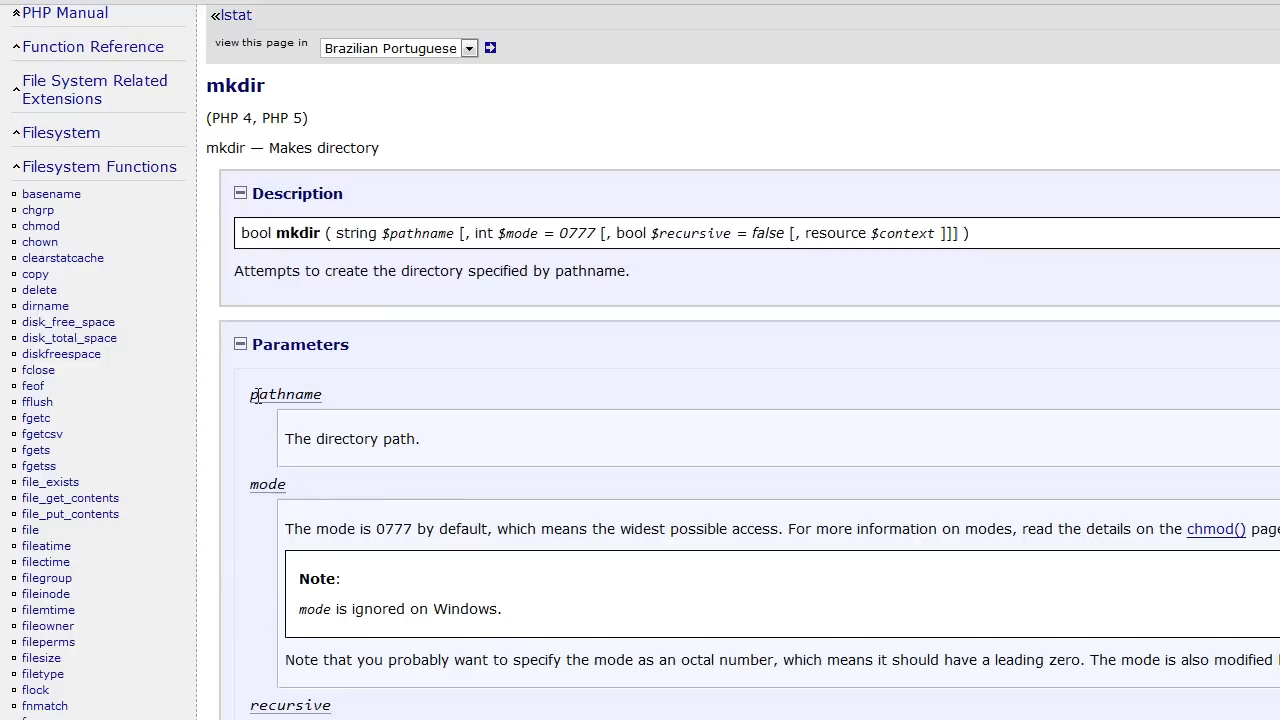 PHP Manual
Function Reference
File System Related
Extensions
Filesystem
Filesystem Functions
basename
chgrp
chmod
chown
clearstatcache
copy
delete
dirname
disk_free_space
disk_total_space
diskfreespace
fclose
feof
fflush
fgetc
fgetcsv
fgets
fgetss
file_exists
file_get_contents
file_put_contents
file
fileatime
filectime
filegroup
fileinode
filemtime
fileowner
fileperms
filesize
filetype
flock
fnmatch
«lstat
view this page in Brazilian Portuguese
mkdir
(PHP 4, PHP 5)
mkdir — Makes directory
Description
bool mkdir ( string $pathname [, int $mode = 0777 [, bool $recursive = false [, resource $context ]]] )
Attempts to create the directory specified by pathname.
Parameters
pathname
The directory path.
mode
The mode is 0777 by default, which means the widest possible access. For more information on modes, read the details on the chmod() page
Note:
mode is ignored on Windows.
Note that you probably want to specify the mode as an octal number, which means it should have a leading zero. The mode is also modified
recursive